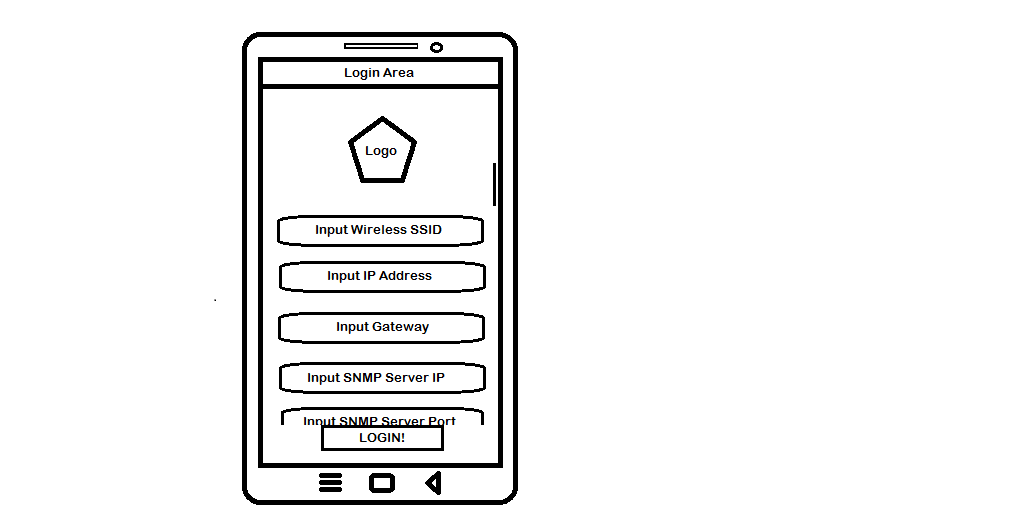 Login Area
Logo
Input Wireless SSID
Input IP Address
Input Gateway
Input SNMP Server IP
Input SNMP Server Port
LOGIN!